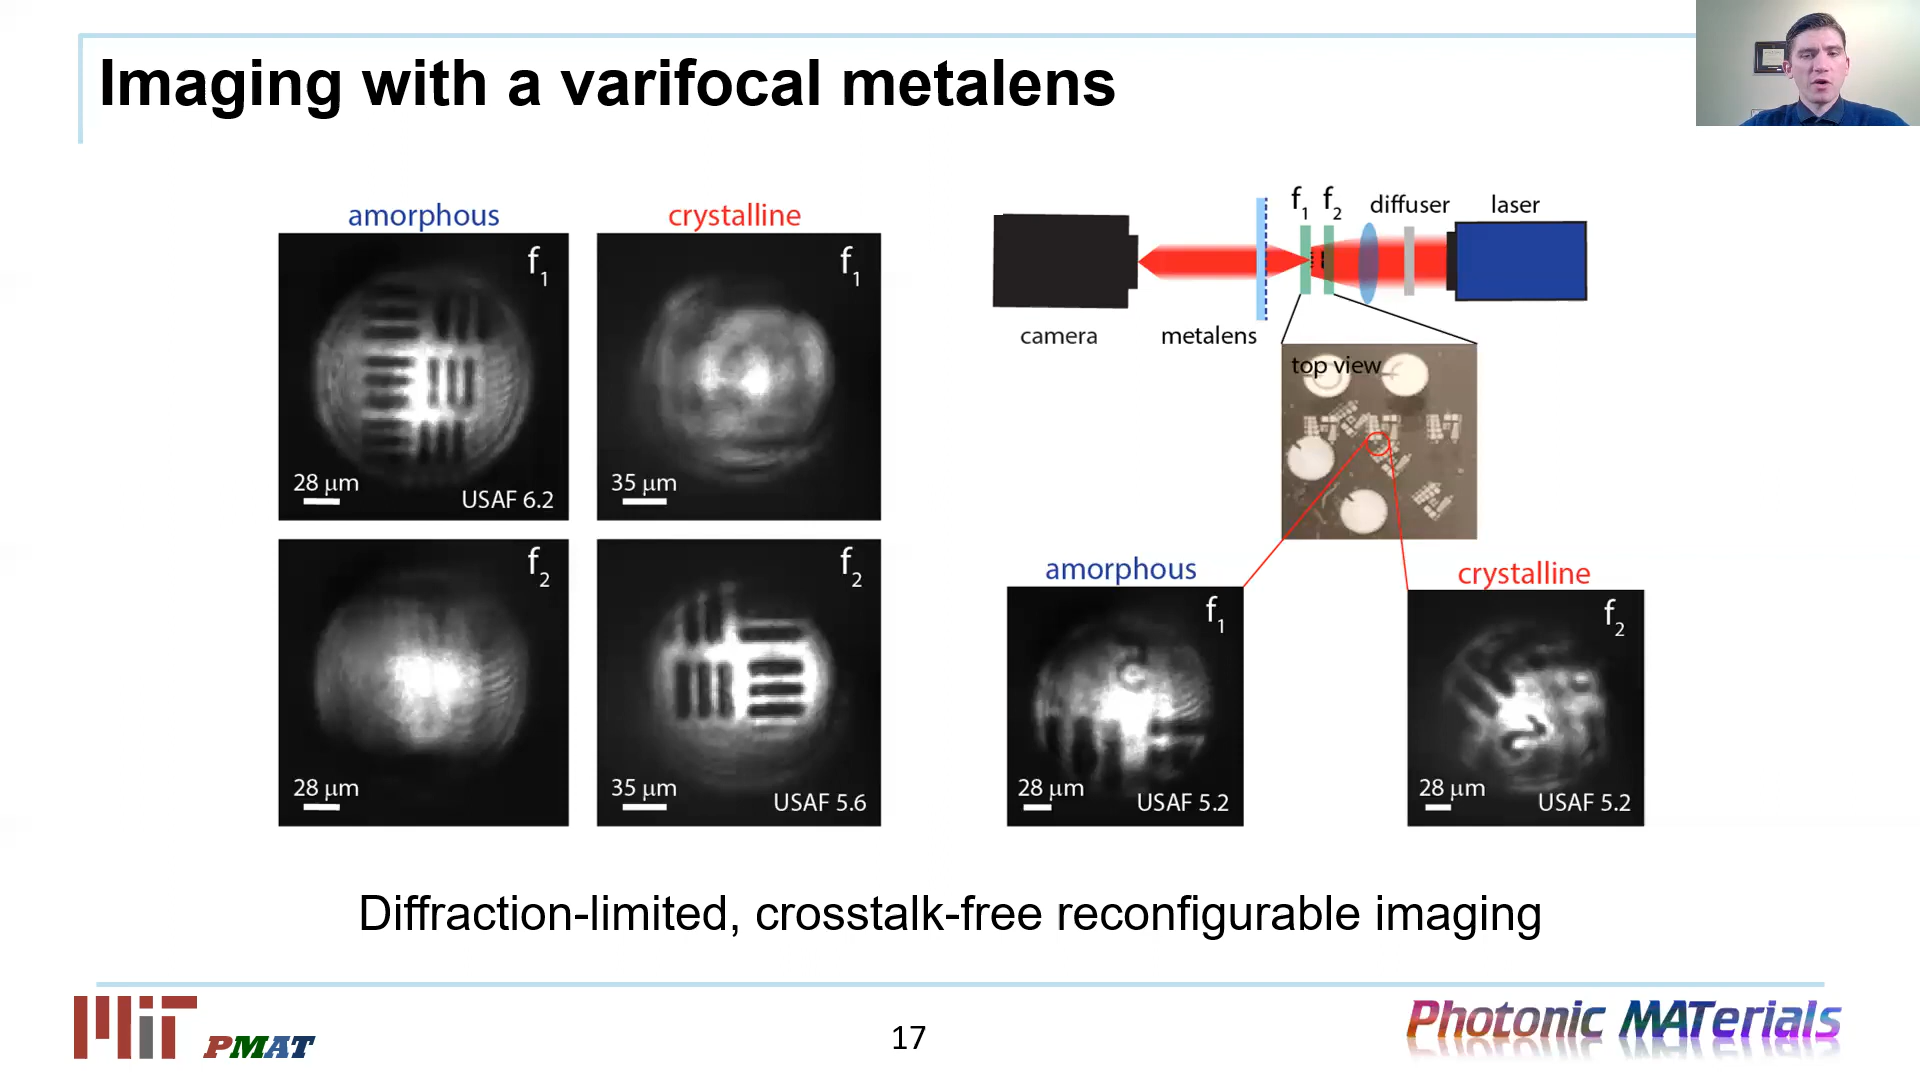 Imaging with a varifocal metalens
amorphous
crystalline
f1
28 μm
USAF 6.2
f1
35 μm
f2
28 μm
f2
35 μm
USAF 5.6
f1 f2
diffuser
laser
camera
metalens
top view
amorphous
f1
28 μm
USAF 5.2
crystalline
f2
28 μm
USAF 5.2
Diffraction-limited, crosstalk-free reconfigurable imaging
MIT PMAT
17
Photonic MATerials